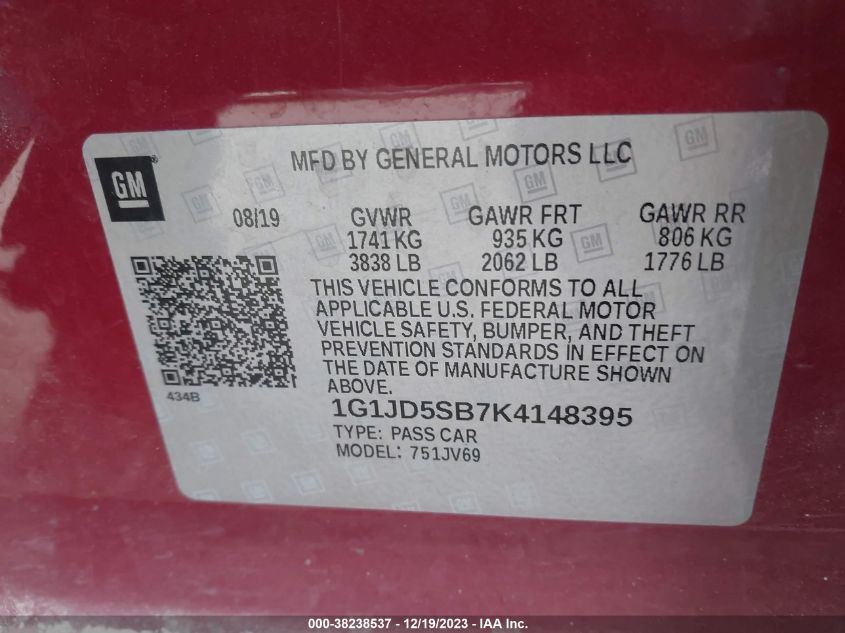 MFD BY GENERAL MOTORS LLC
GM
®
08/19 GVWR GAWR FRT GAWR RR
1741 KG 935 KG 806 KG
3838 LB 2062 LB 1776 LB
THIS VEHICLE CONFORMS TO ALL
APPLICABLE U.S. FEDERAL MOTOR
VEHICLE SAFETY, BUMPER, AND THEFT
PREVENTION STANDARDS IN EFFECT ON
THE DATE OF MANUFACTURE SHOWN
ABOVE.
434B
1G1JD5SB7K4148395
TYPE: PASS CAR
MODEL: 751JV69
000-38238537 - 12/19/2023 - IAA Inc.